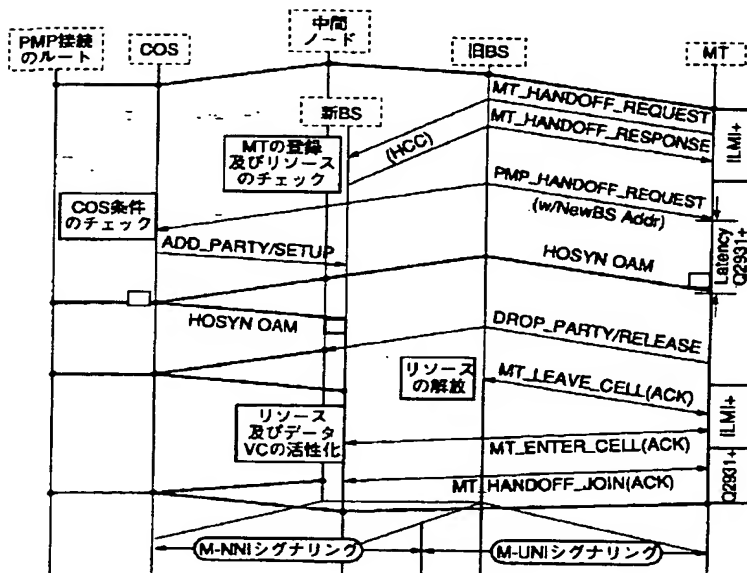 PMP接続
のルート
COS
中間
ノード
旧BS
MT
新BS
MT_HANDOFF_REQUEST
MT_HANDOFF_RESPONSE
(HCC)
ILMI+
MTの登録
及びリソース
のチェック
PMP_HANDOFF_REQUEST
(w/NewBS Addr)
COS条件
のチェック
ADD_PARTY/SETUP
Latency
Q2931+
HOSYN OAM
HOSYN OAM
DROP_PARTY/RELEASE
リソース
の解放
MT_LEAVE_CELL(ACK)
リソース
及びデータ
VCの活性化
MT_ENTER_CELL(ACK)
ILMI+
MT_HANDOFF_JOIN(ACK)
Q2931+
M-NNIシグナリング
M-UNIシグナリング